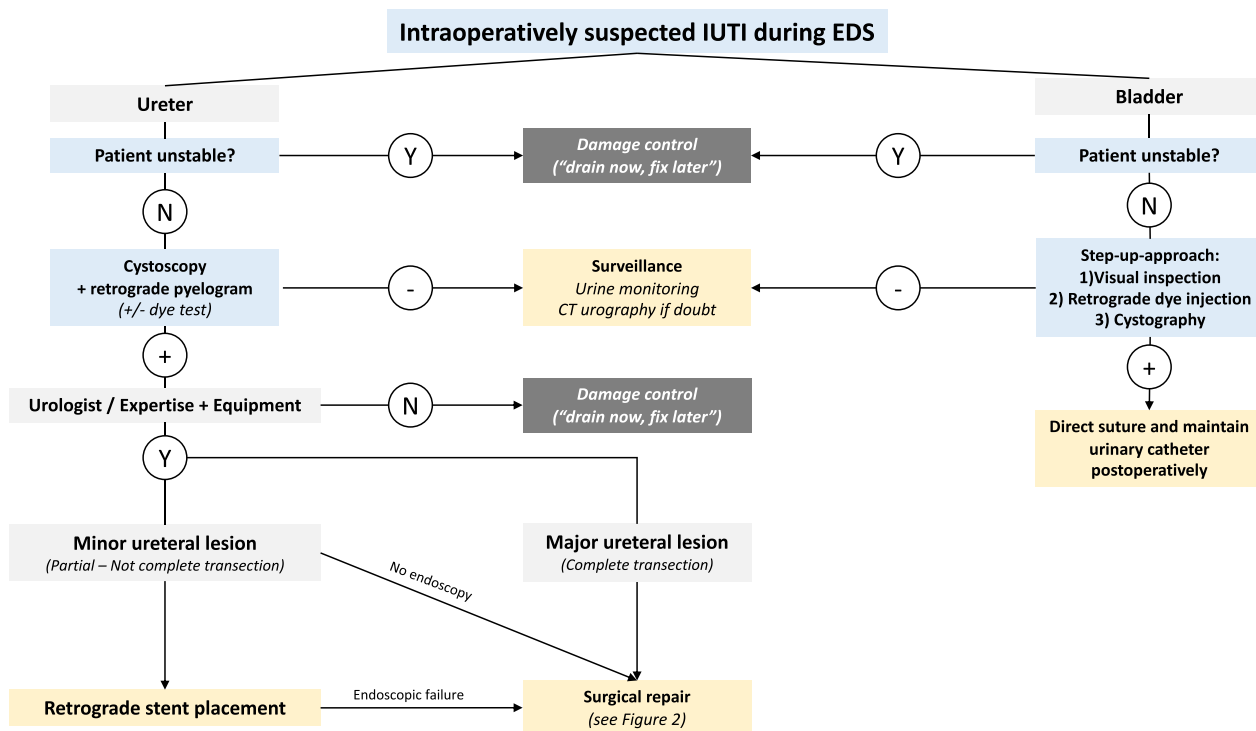 Intraoperatively suspected IUTI during EDS
Ureter
Bladder
Patient unstable?
Y
Damage control
(“drain now, fix later”)
Y
Patient unstable?
N
N
Cystoscopy
+ retrograde pyelogram
(+/- dye test)
-
Surveillance
Urine monitoring
CT urography if doubt
-
Step-up-approach:
1)Visual inspection
2) Retrograde dye injection
3) Cystography
+
+
Urologist / Expertise + Equipment
N
Damage control
(“drain now, fix later”)
Direct suture and maintain
urinary catheter
postoperatively
Y
Minor ureteral lesion
(Partial – Not complete transection)
Major ureteral lesion
(Complete transection)
No endoscopy
Retrograde stent placement
Endoscopic failure
Surgical repair
(see Figure 2)